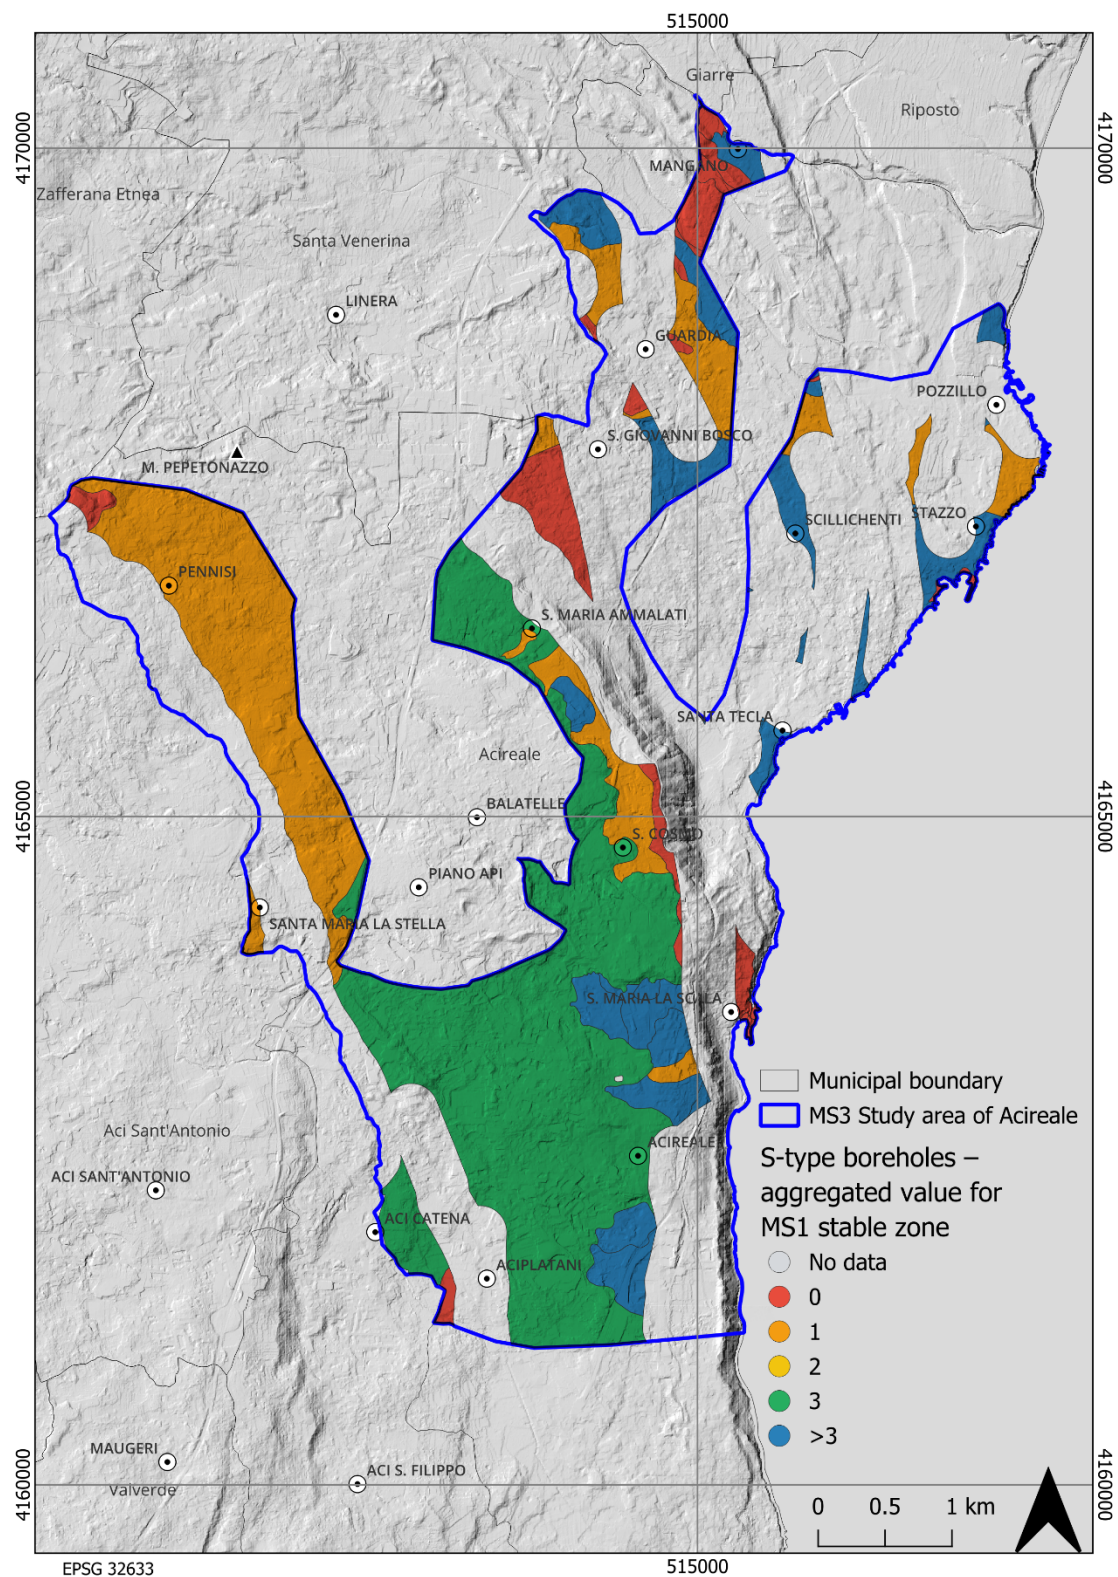 515000
Giarre
Riposto
4170000
4170000
MANGANO
Zafferana Etnea
Santa Venerina
LINERA
GUARDIA
POZZILLO
S. GIOVANNI BOSCO
M. PEPETONAZZO
STAZZO
SCILLICHENTI
PENNISI
S. MARIA AMMALATI
SANTA TECLA
Acireale
BALATELLE
4165000
4165000
S. COSMO
PIANO API
SANTA MARIA LA STELLA
S. MARIA LA SCALA
Municipal boundary
MS3 Study area of Acireale
Aci Sant'Antonio
ACIREALE
S-type boreholes –
aggregated value for
MS1 stable zone
ACI SANT'ANTONIO
ACI CATENA
ACIPLATANI
No data
0
1
2
3
>3
MAUGERI
ACI S. FILIPPO
Valverde
4160000
4160000
0 0.5 1 km
EPSG 32633
515000